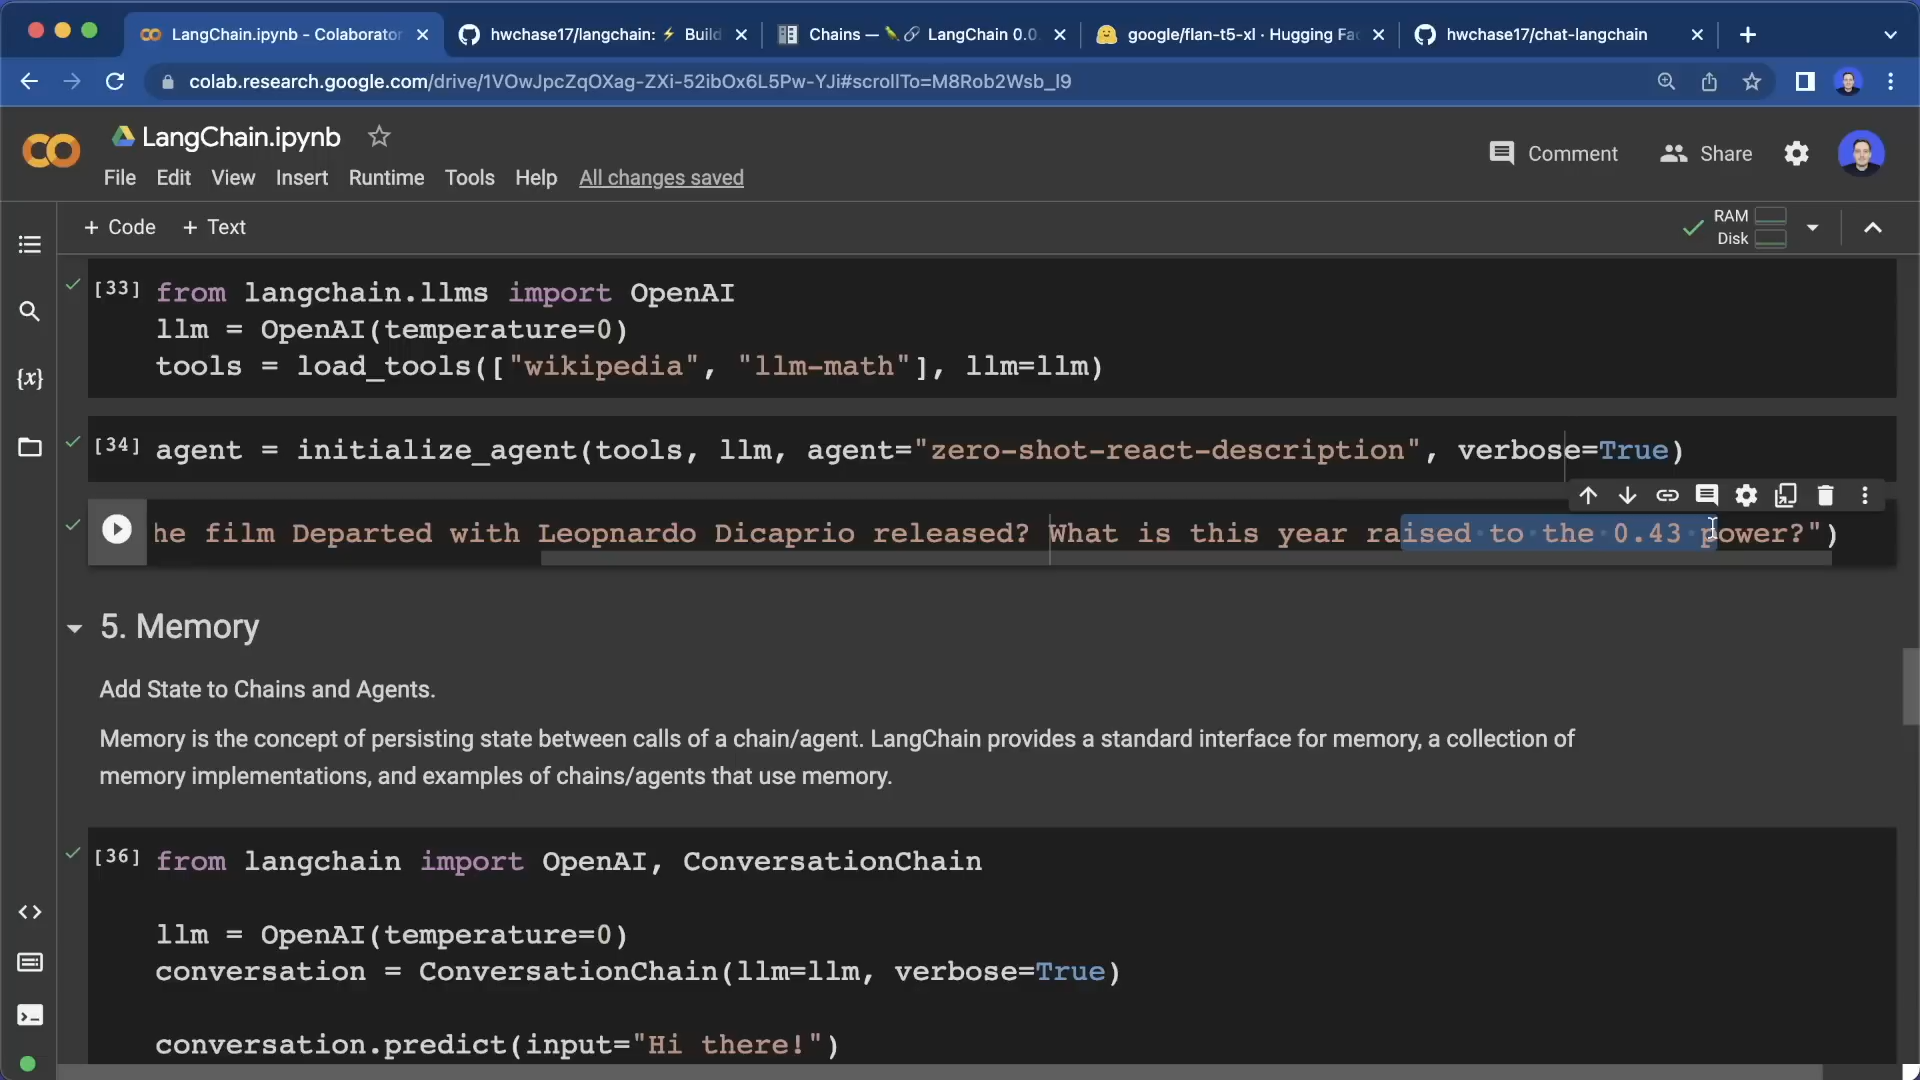 LangChain.ipynb - Colaborator
hwchase17/langchain: ⚡ Build
Chains — 🦜🔗 LangChain 0.0.
google/flan-t5-xl · Hugging Fac
hwchase17/chat-langchain
colab.research.google.com/drive/1VOwJpcZqOXag-ZXi-52ibOx6L5Pw-YJi#scrollTo=M8Rob2Wsb_l9
LangChain.ipynb
Comment
Share
File Edit View Insert Runtime Tools Help All changes saved
+ Code + Text
RAM
Disk
[33] from langchain.llms import OpenAI
llm = OpenAI(temperature=0)
tools = load_tools(["wikipedia", "llm-math"], llm=llm)
[34] agent = initialize_agent(tools, llm, agent="zero-shot-react-description", verbose=True)
he film Departed with Leopnardo Dicaprio released? What is this year raised to the 0.43 power?")
5. Memory
Add State to Chains and Agents.
Memory is the concept of persisting state between calls of a chain/agent. LangChain provides a standard interface for memory, a collection of
memory implementations, and examples of chains/agents that use memory.
[36] from langchain import OpenAI, ConversationChain
llm = OpenAI(temperature=0)
conversation = ConversationChain(llm=llm, verbose=True)
conversation.predict(input="Hi there!")